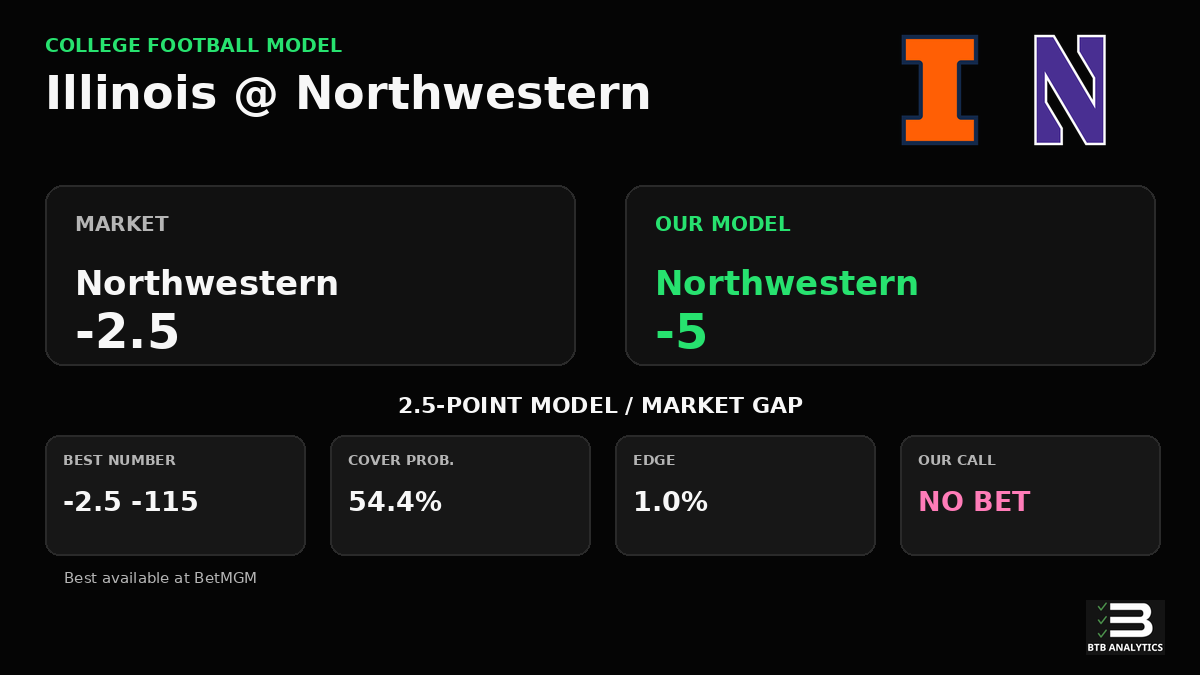 COLLEGE FOOTBALL MODEL
Illinois @ Northwestern
I N
MARKET
Northwestern
-2.5
OUR MODEL
Northwestern
-5
2.5-POINT MODEL / MARKET GAP
BEST NUMBER
-2.5 -115
COVER PROB.
54.4%
EDGE
1.0%
OUR CALL
NO BET
Best available at BetMGM
B
BTB ANALYTICS